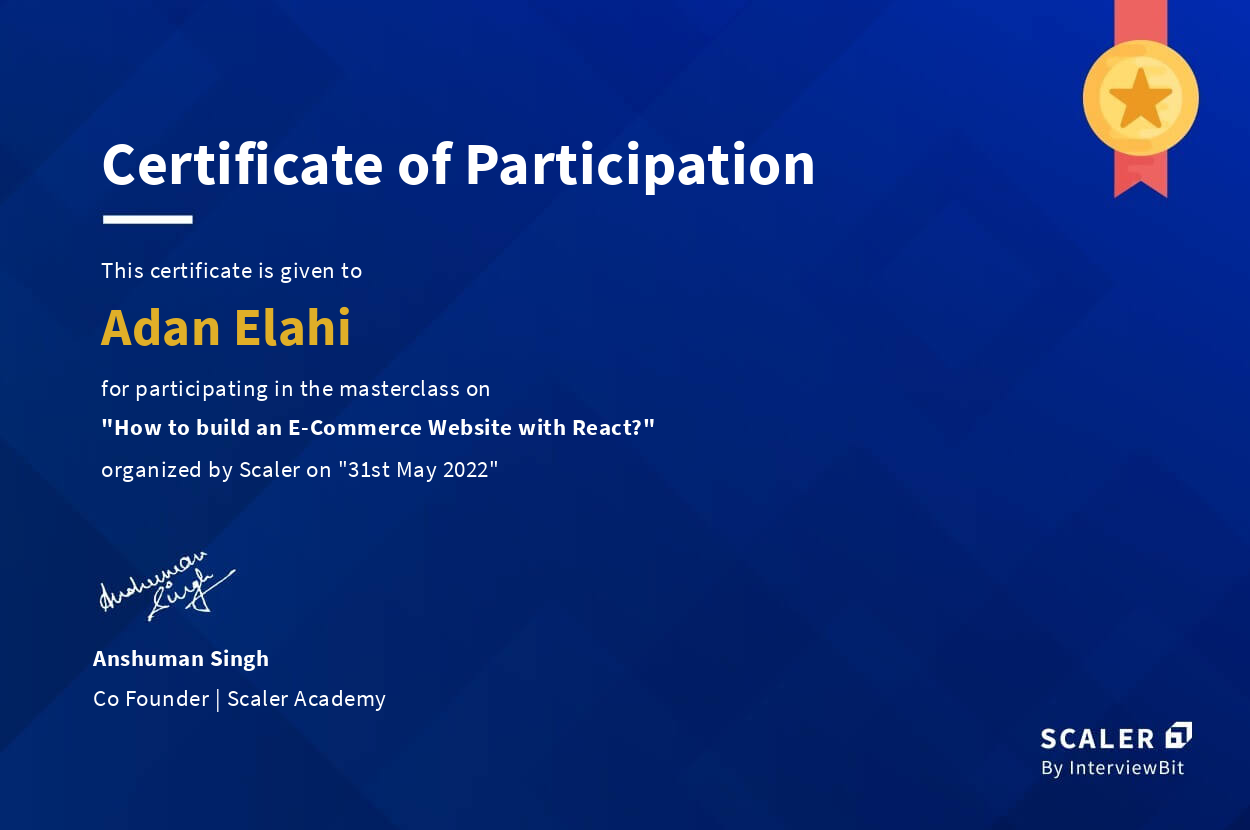 Certificate of Participation
This certificate is given to
Adan Elahi
for participating in the masterclass on
"How to build an E-Commerce Website with React?"
organized by Scaler on "31st May 2022"
Anshuman
Singh
Anshuman Singh
Co Founder | Scaler Academy
SCALER
By InterviewBit